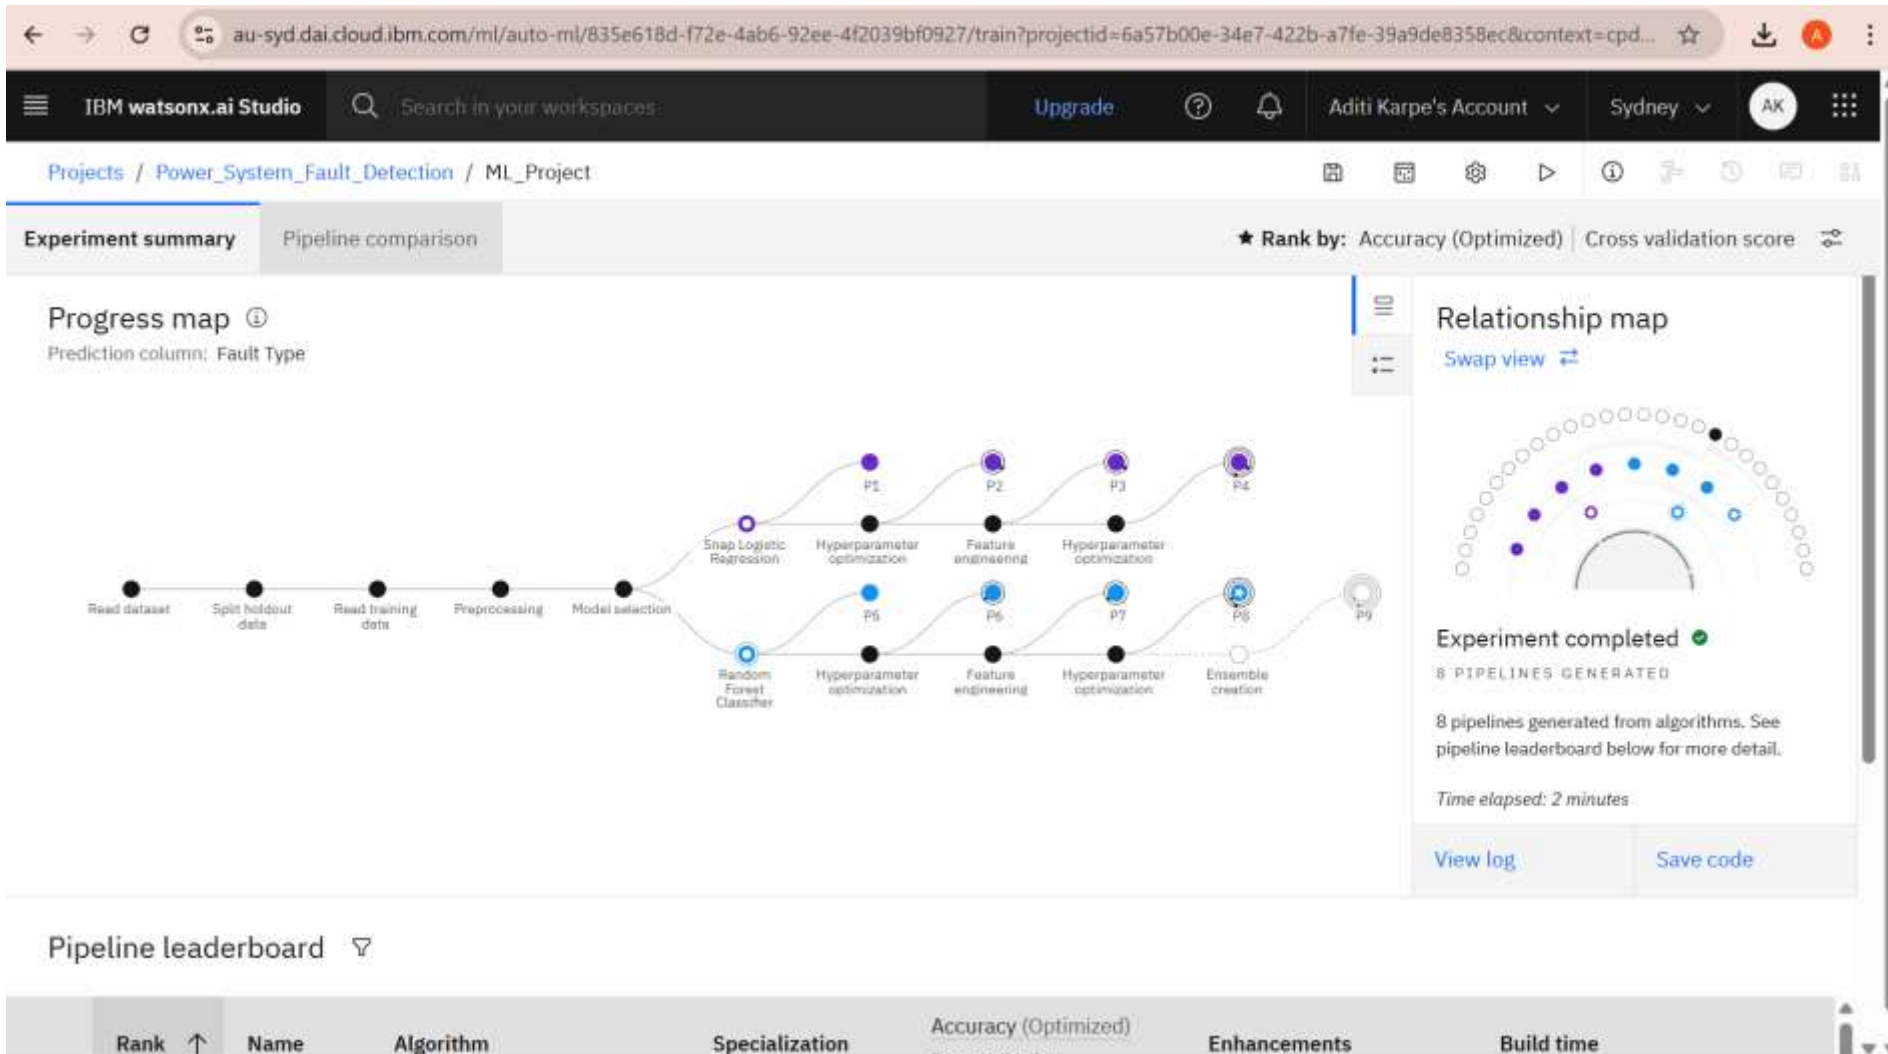 au-syd.dai.cloud.ibm.com/ml/auto-ml/835e618d-f72e-4ab6-92ee-4f2039bf0927/train?projectid=6a57b00e-34e7-422b-a7fe-39a9de8358ec&context=cpd...
A
IBM watsonx.ai Studio
Search in your workspaces
Upgrade
Aditi Karpe's Account
Sydney
AK
Projects / Power_System_Fault_Detection / ML_Project
Experiment summary
Pipeline comparison
★ Rank by: Accuracy (Optimized) | Cross validation score
Progress map
Prediction column: Fault Type
P1
P2
P3
P4
Snap Logistic
Regression
Hyperparameter
optimization
Feature
engineering
Hyperparameter
optimization
Read dataset
Split holdout
data
Read training
data
Preprocessing
Model selection
P5
P6
P7
P8
P9
Random
Forest
Classifier
Hyperparameter
optimization
Feature
engineering
Hyperparameter
optimization
Ensemble
creation
Relationship map
Swap view
Experiment completed
8 PIPELINES GENERATED
8 pipelines generated from algorithms. See
pipeline leaderboard below for more detail.
Time elapsed: 2 minutes
View log
Save code
Pipeline leaderboard
Rank ↑
Name
Algorithm
Specialization
Accuracy (Optimized)
Enhancements
Build time